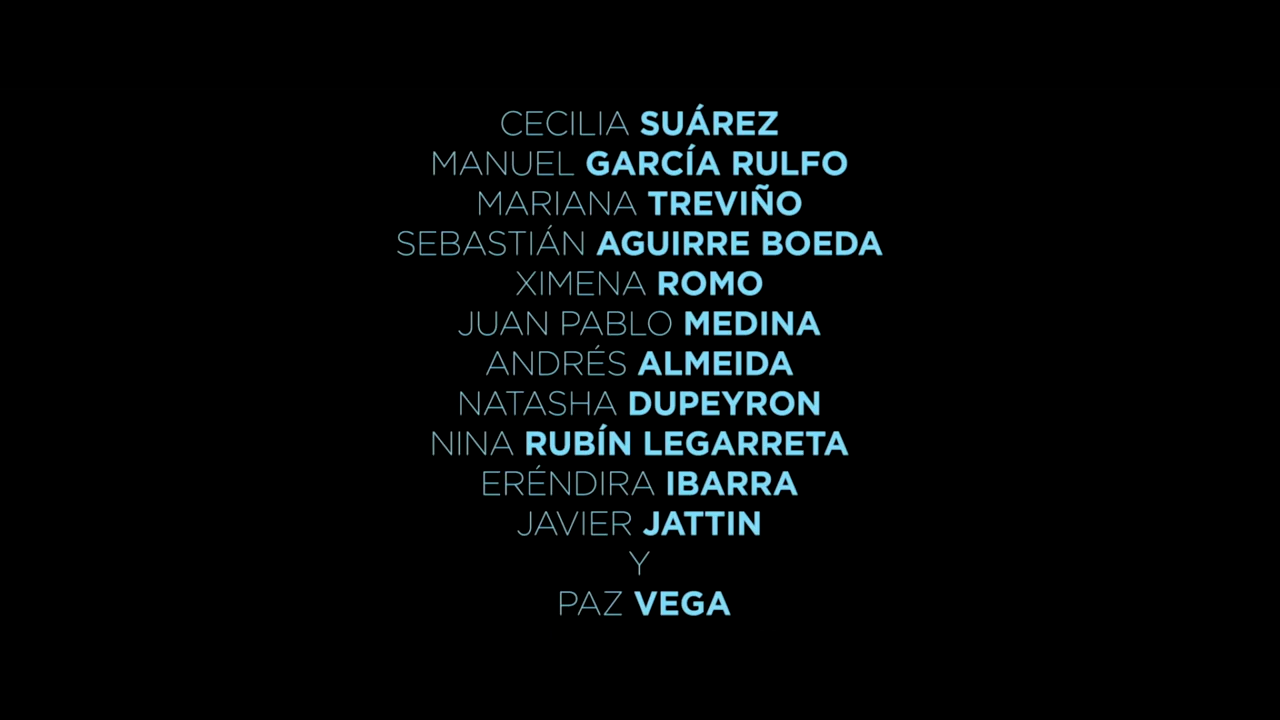 CECILIA SUÁREZ
MANUEL GARCÍA RULFO
MARIANA TREVIÑO
SEBASTIÁN AGUIRRE BOEDA
XIMENA ROMO
JUAN PABLO MEDINA
ANDRÉS ALMEIDA
NATASHA DUPEYRON
NINA RUBÍN LEGARRETA
ERÉNDIRA IBARRA
JAVIER JATTIN
Y
PAZ VEGA